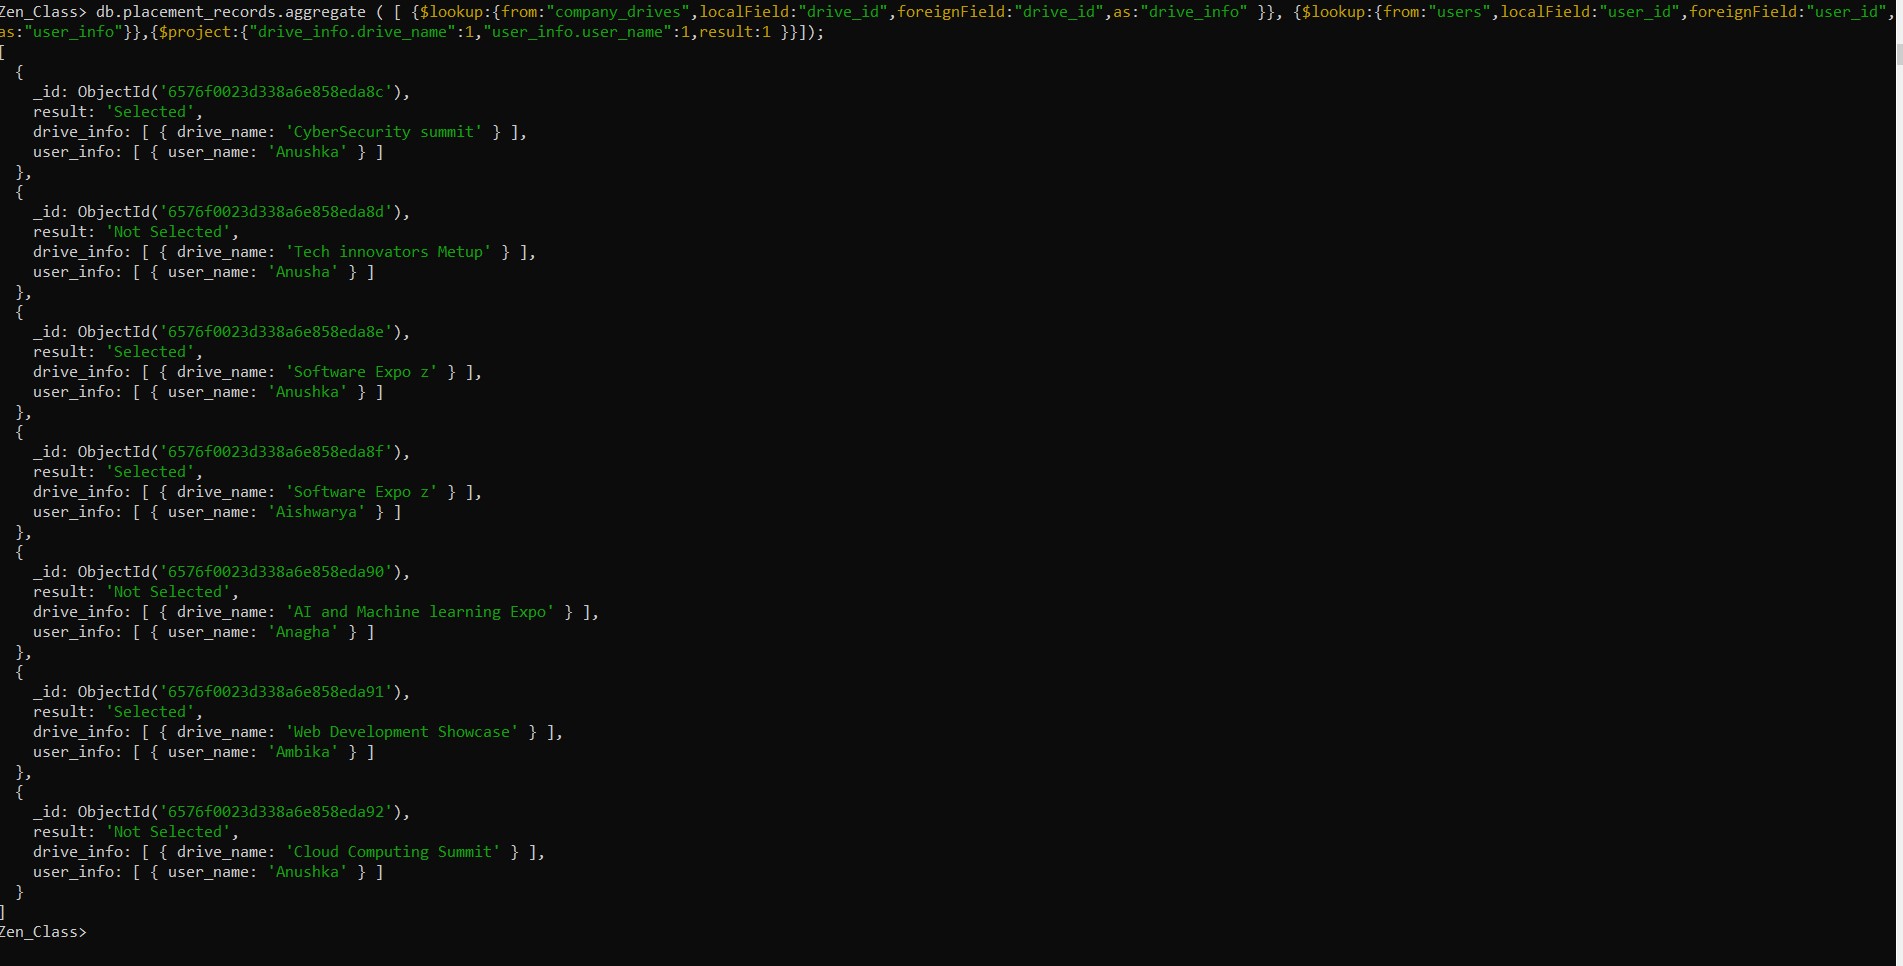 Zen_Class> db.placement_records.aggregate ( [ {$lookup:{from:"company_drives",localField:"drive_id",foreignField:"drive_id",as:"drive_info" }}, {$lookup:{from:"users",localField:"user_id",foreignField:"user_id",
as:"user_info"}},{$project:{"drive_info.drive_name":1,"user_info.user_name":1,result:1 }}]);
[
  {
    _id: ObjectId('6576f0023d338a6e858eda8c'),
    result: 'Selected',
    drive_info: [ { drive_name: 'CyberSecurity summit' } ],
    user_info: [ { user_name: 'Anushka' } ]
  },
  {
    _id: ObjectId('6576f0023d338a6e858eda8d'),
    result: 'Not Selected',
    drive_info: [ { drive_name: 'Tech innovators Metup' } ],
    user_info: [ { user_name: 'Anusha' } ]
  },
  {
    _id: ObjectId('6576f0023d338a6e858eda8e'),
    result: 'Selected',
    drive_info: [ { drive_name: 'Software Expo z' } ],
    user_info: [ { user_name: 'Anushka' } ]
  },
  {
    _id: ObjectId('6576f0023d338a6e858eda8f'),
    result: 'Selected',
    drive_info: [ { drive_name: 'Software Expo z' } ],
    user_info: [ { user_name: 'Aishwarya' } ]
  },
  {
    _id: ObjectId('6576f0023d338a6e858eda90'),
    result: 'Not Selected',
    drive_info: [ { drive_name: 'AI and Machine learning Expo' } ],
    user_info: [ { user_name: 'Anagha' } ]
  },
  {
    _id: ObjectId('6576f0023d338a6e858eda91'),
    result: 'Selected',
    drive_info: [ { drive_name: 'Web Development Showcase' } ],
    user_info: [ { user_name: 'Ambika' } ]
  },
  {
    _id: ObjectId('6576f0023d338a6e858eda92'),
    result: 'Not Selected',
    drive_info: [ { drive_name: 'Cloud Computing Summit' } ],
    user_info: [ { user_name: 'Anushka' } ]
  }
]
Zen_Class>